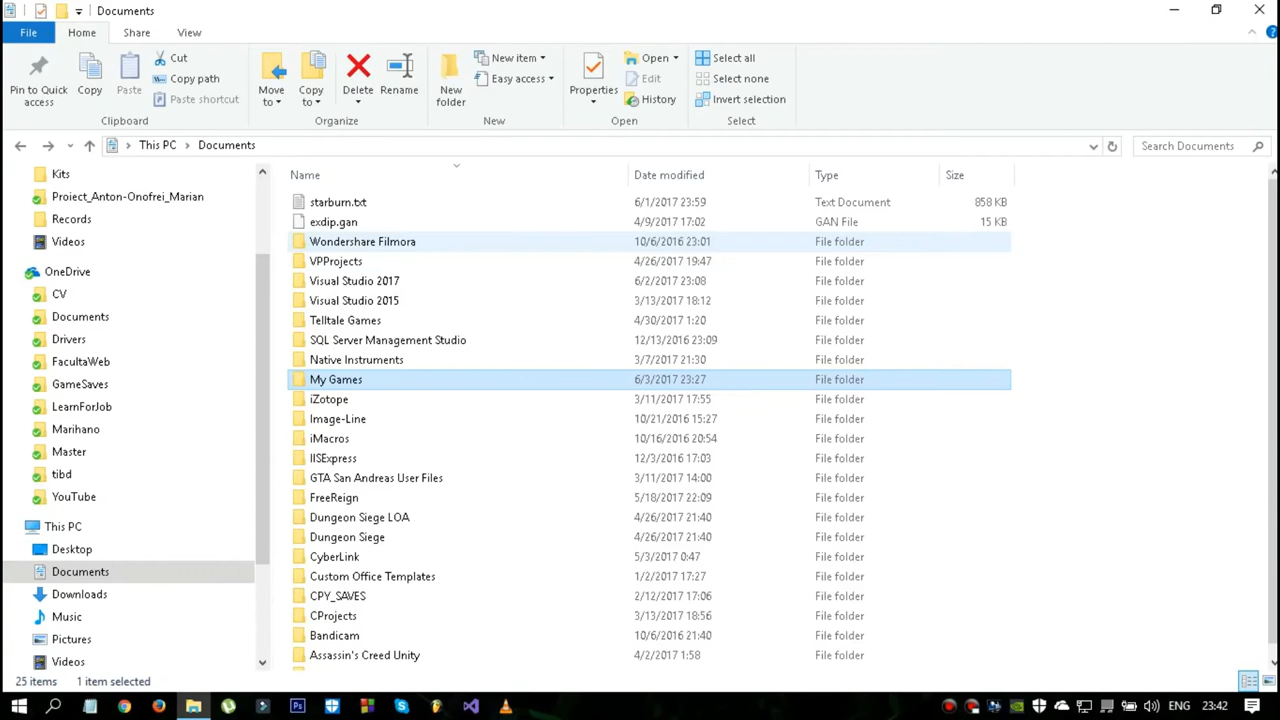 Documents
File
Home
Share
View
Pin to Quick access
Copy
Paste
Cut
Copy path
Paste shortcut
Clipboard
Move to
Copy to
Delete
Rename
Organize
New folder
New item
Easy access
New
Properties
Open
Edit
History
Open
Select all
Select none
Invert selection
Select
This PC
Documents
Search Documents
Name Date modified Type Size
Kits
Proiect_Anton-Onofrei_Marian
Records
Videos
OneDrive
CV
Documents
Drivers
FacultaWeb
GameSaves
LearnForJob
Marihano
Master
tibd
YouTube
This PC
Desktop
Documents
Downloads
Music
Pictures
Videos
starburn.txt 6/1/2017 23:59 Text Document 858 KB
exdip.gan 4/9/2017 17:02 GAN File 15 KB
Wondershare Filmora 10/6/2016 23:01 File folder
VPProjects 4/26/2017 19:47 File folder
Visual Studio 2017 6/2/2017 23:08 File folder
Visual Studio 2015 3/13/2017 18:12 File folder
Telltale Games 4/30/2017 1:20 File folder
SQL Server Management Studio 12/13/2016 23:09 File folder
Native Instruments 3/7/2017 21:30 File folder
My Games 6/3/2017 23:27 File folder
iZotope 3/11/2017 17:55 File folder
Image-Line 10/21/2016 15:27 File folder
iMacros 10/16/2016 20:54 File folder
IISExpress 12/3/2016 17:03 File folder
GTA San Andreas User Files 3/11/2017 14:00 File folder
FreeReign 5/18/2017 22:09 File folder
Dungeon Siege LOA 4/26/2017 21:40 File folder
Dungeon Siege 4/26/2017 21:40 File folder
CyberLink 5/3/2017 0:47 File folder
Custom Office Templates 1/2/2017 17:27 File folder
CPY_SAVES 2/12/2017 17:06 File folder
CProjects 3/13/2017 18:56 File folder
Bandicam 10/6/2016 21:40 File folder
Assassin's Creed Unity 4/2/2017 1:58 File folder
25 items 1 item selected
ENG 23:42